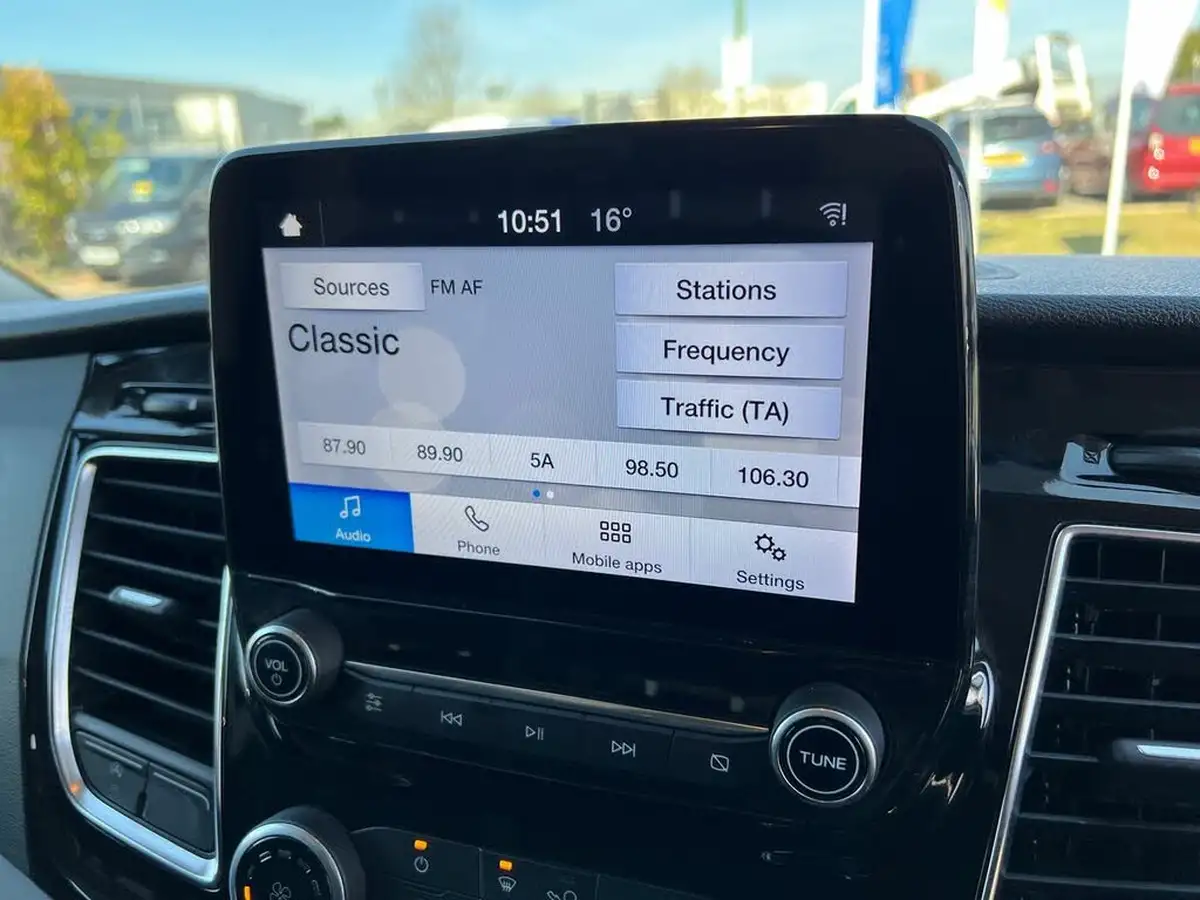 10:51 16°
Sources FM AF
Classic
Stations
Frequency
Traffic (TA)
87.90 89.90 5A 98.50 106.30
Audio Phone Mobile apps Settings
VOL
TUNE